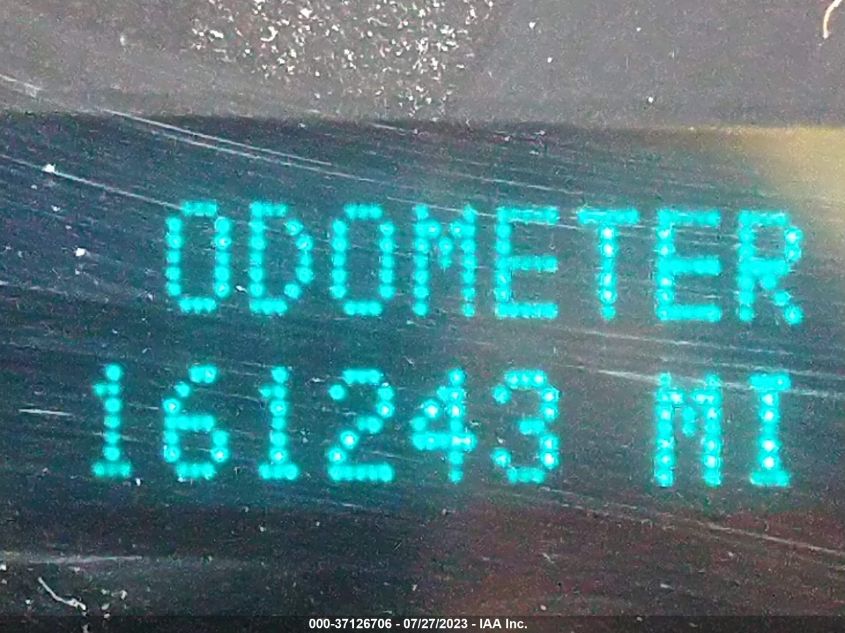 ODOMETER
161243 MI
000-37126706 - 07/27/2023 - IAA Inc.